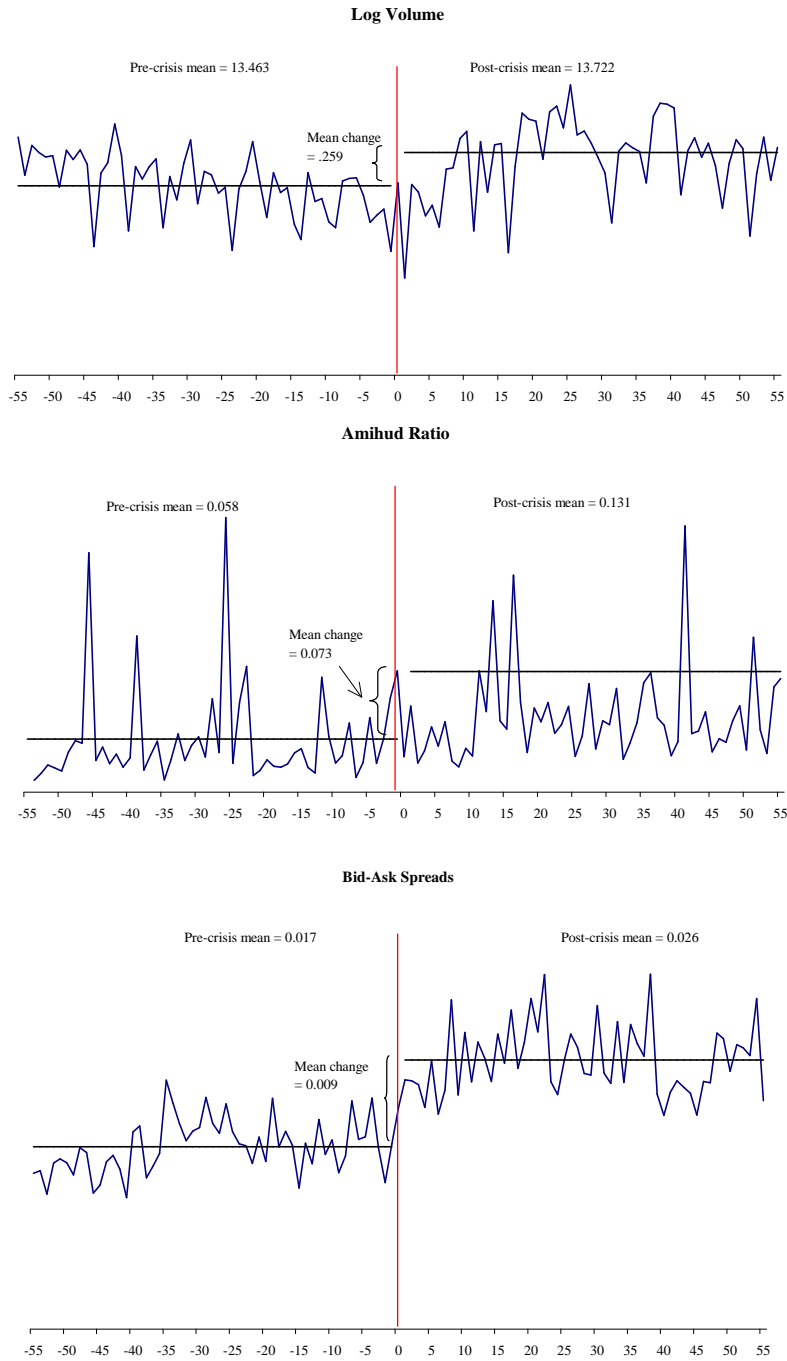 Log Volume
Pre-crisis mean = 13.463
Post-crisis mean = 13.722
Mean change
= .259
-55 -50 -45 -40 -35 -30 -25 -20 -15 -10 -5 0 5 10 15 20 25 30 35 40 45 50 55
Amihud Ratio
Pre-crisis mean = 0.058
Post-crisis mean = 0.131
Mean change
= 0.073
-55 -50 -45 -40 -35 -30 -25 -20 -15 -10 -5 0 5 10 15 20 25 30 35 40 45 50 55
Bid-Ask Spreads
Pre-crisis mean = 0.017
Post-crisis mean = 0.026
Mean change
= 0.009
-55 -50 -45 -40 -35 -30 -25 -20 -15 -10 -5 0 5 10 15 20 25 30 35 40 45 50 55